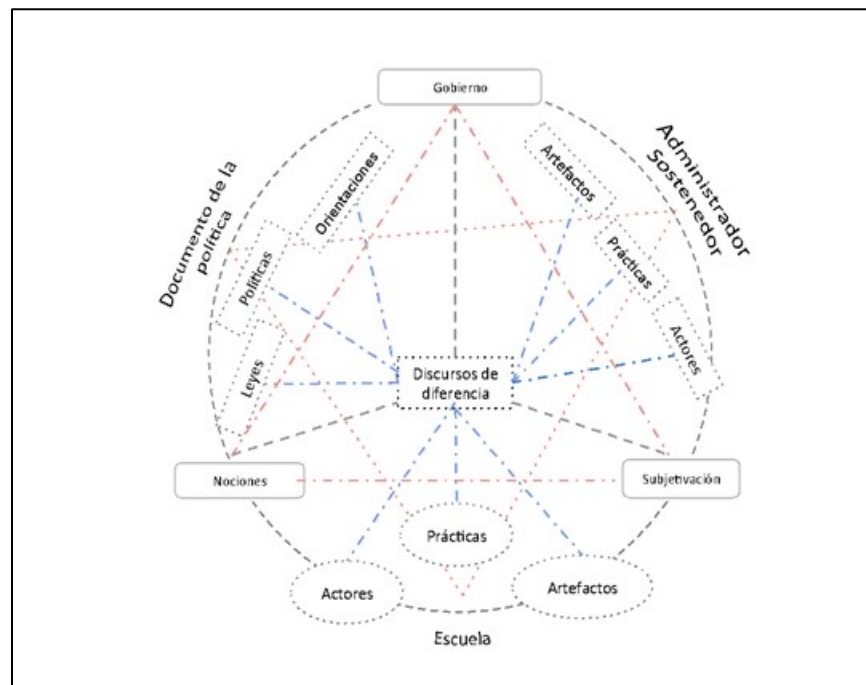 Gobierno
Documento de la
política
Orientaciones
Políticas
Leyes
Artefactos
Administrador
Sostenedor
Prácticas
Actores
Discursos de
diferencia
Nociones
Subjetivación
Prácticas
Actores
Artefactos
Escuela